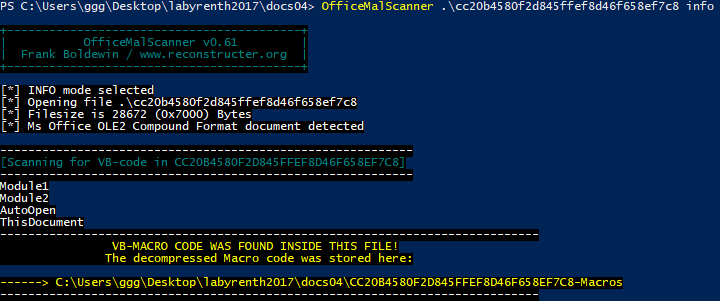 PS C:\Users\ggg\Desktop\labyrenth2017\docs04> OfficeMalScanner .\cc20b4580f2d845ffef8d46f658ef7c8 info
+------------------------------------------+
|           OfficeMalScanner v0.61         |
|  Frank Boldewin / www.reconstructer.org  |
+------------------------------------------+
[*] INFO mode selected
[*] Opening file .\cc20b4580f2d845ffef8d46f658ef7c8
[*] Filesize is 28672 (0x7000) Bytes
[*] Ms Office OLE2 Compound Format document detected
-----------------------------------------------------------
[Scanning for VB-code in CC20B4580F2D845FFEF8D46F658EF7C8]
-----------------------------------------------------------
Module1
Module2
AutoOpen
ThisDocument
-----------------------------------------------------------------------------
VB-MACRO CODE WAS FOUND INSIDE THIS FILE!
The decompressed Macro code was stored here:
------> C:\Users\ggg\Desktop\labyrenth2017\docs04\CC20B4580F2D845FFEF8D46F658EF7C8-Macros
-----------------------------------------------------------------------------